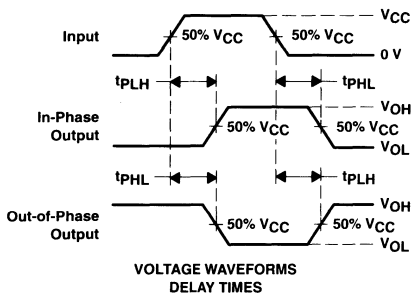 VCC
Input
50% VCC
50% VCC
0 V
tPLH
tPHL
VOH
In-Phase
Output
50% VCC
50% VCC
VOL
tPHL
tPLH
VOH
Out-of-Phase
Output
50% VCC
50% VCC
VOL
VOLTAGE WAVEFORMS
DELAY TIMES